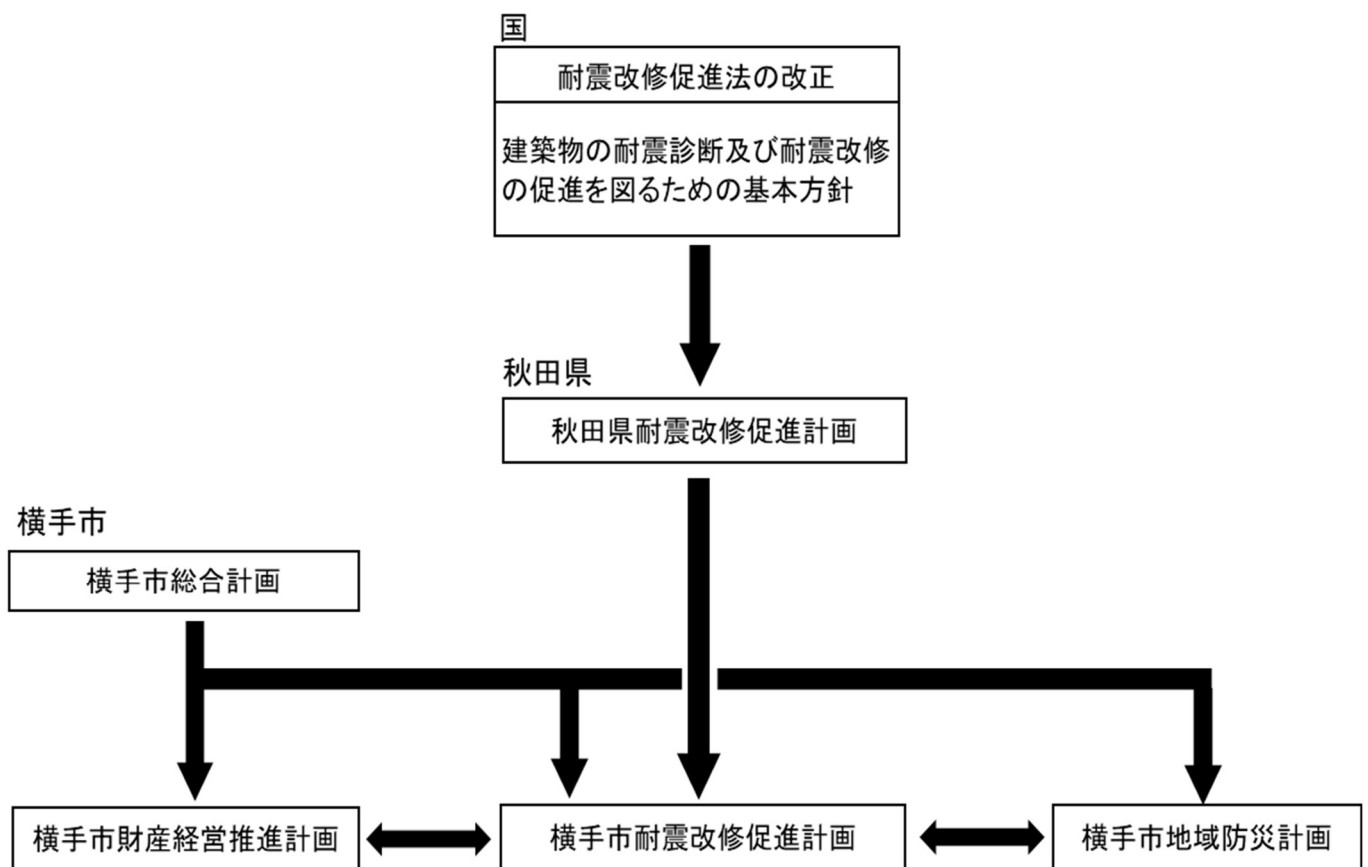 国
耐震改修促進法の改正
建築物の耐震診断及び耐震改修
の促進を図るための基本方針
秋田県
秋田県耐震改修促進計画
横手市
横手市総合計画
横手市財産経営推進計画
横手市耐震改修促進計画
横手市地域防災計画